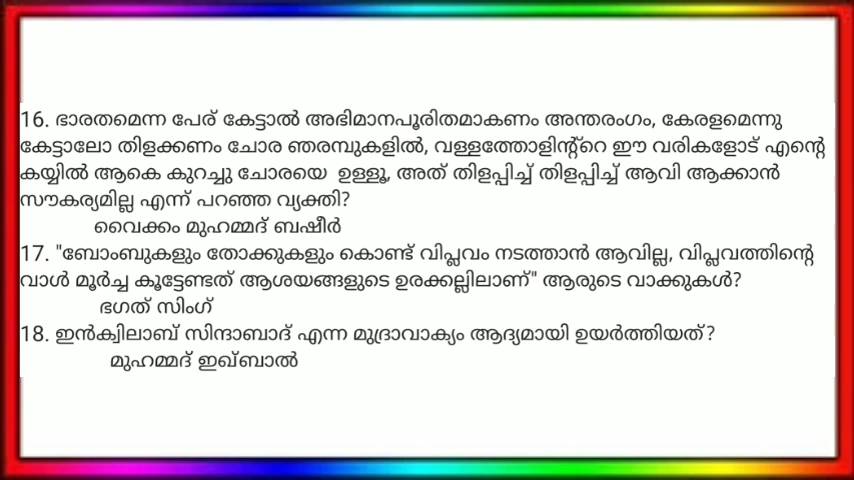 16. ഭാരതമെന്ന പേര് കേട്ടാൽ അഭിമാനപൂരിതമാകണം അന്തരംഗം, കേരളമെന്നു
കേട്ടാലോ തിളക്കണം ചോര ഞരമ്പുകളിൽ, വള്ളത്തോളിന്റ്റെ ഈ വരികളോട് എന്റെ
കയ്യിൽ ആകെ കുറച്ചു ചോരയെ ഉള്ളൂ, അത് തിളപ്പിച്ച് തിളപ്പിച്ച് ആവി ആക്കാൻ
സൗകര്യമില്ല എന്ന് പറഞ്ഞ വ്യക്തി?
വൈക്കം മുഹമ്മദ് ബഷീർ
17. "ബോംബുകളും തോക്കുകളും കൊണ്ട് വിപ്ലവം നടത്താൻ ആവില്ല, വിപ്ലവത്തിന്റെ
വാൾ മൂർച്ച കൂട്ടേണ്ടത് ആശയങ്ങളുടെ ഉരക്കല്ലിലാണ്" ആരുടെ വാക്കുകൾ?
ഭഗത് സിംഗ്
18. ഇൻക്വിലാബ് സിന്ദാബാദ് എന്ന മുദ്രാവാക്യം ആദ്യമായി ഉയർത്തിയത്?
മുഹമ്മദ് ഇഖ്ബാൽ